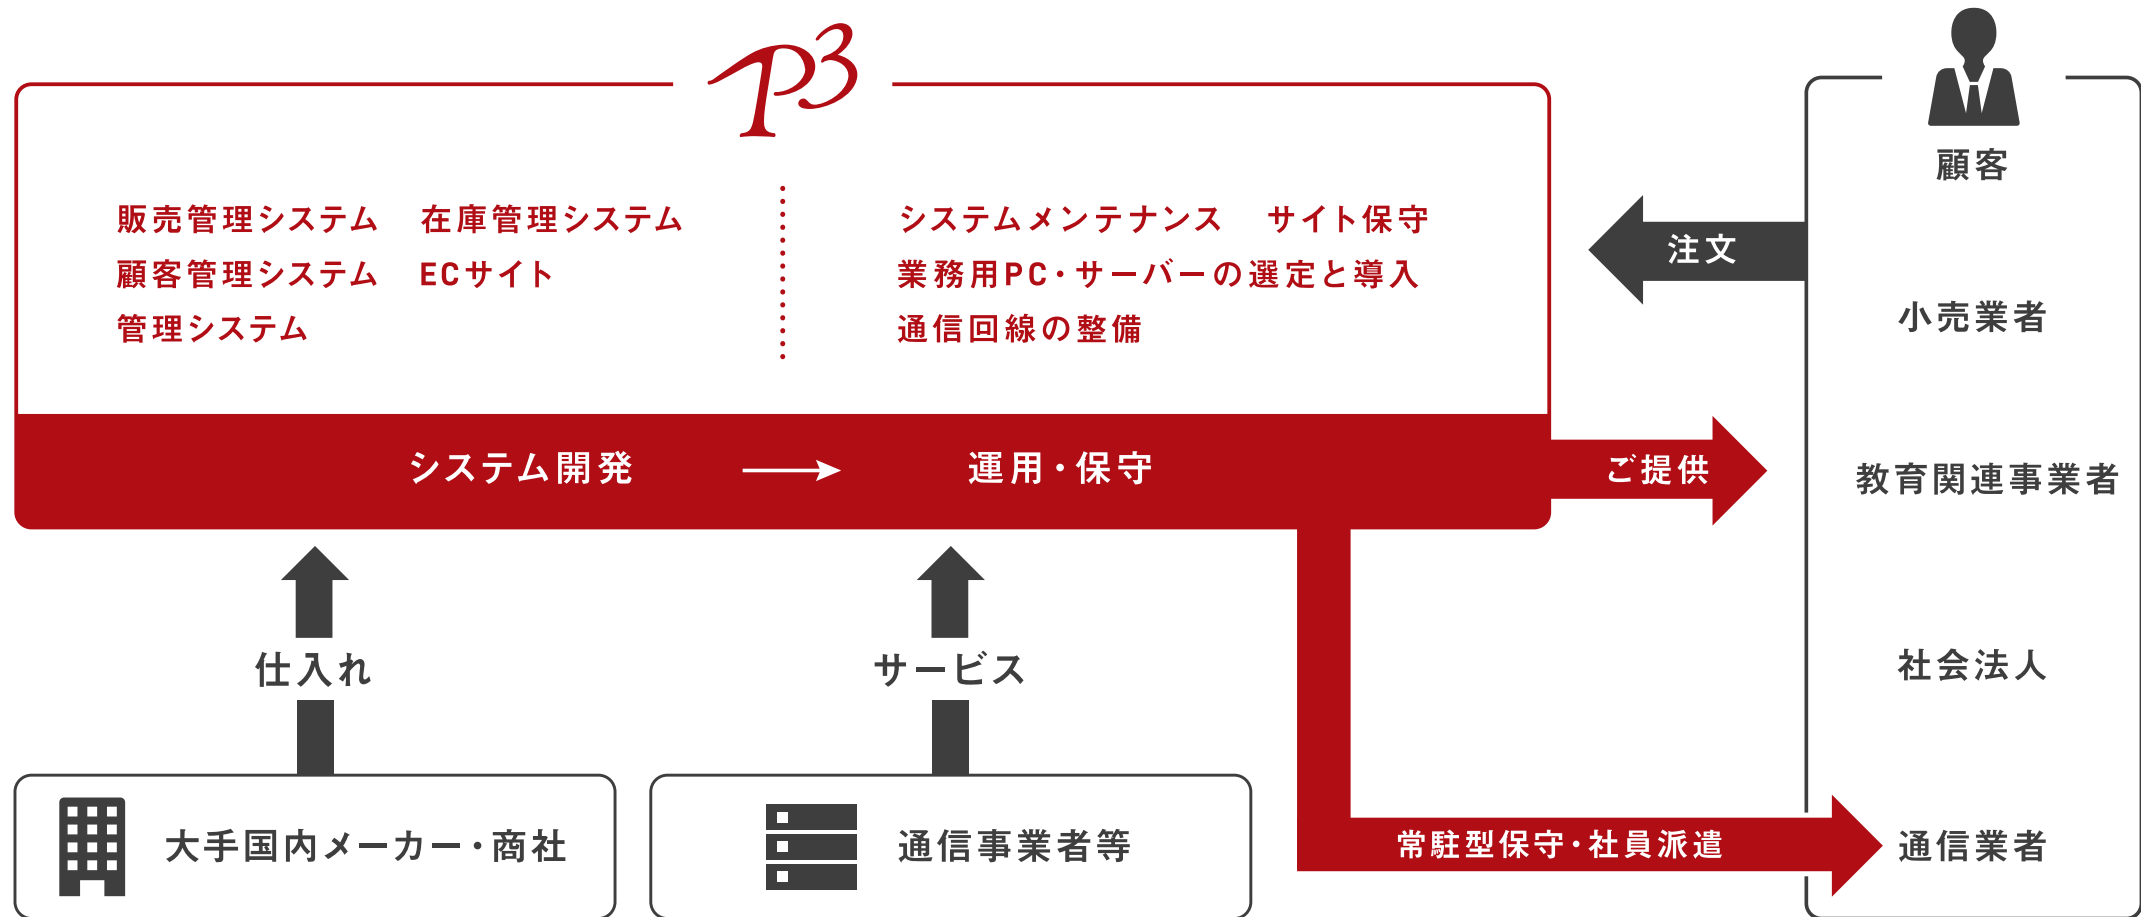 P3
販売管理システム　在庫管理システム
顧客管理システム　ECサイト
管理システム
システムメンテナンス　サイト保守
業務用PC・サーバーの選定と導入
通信回線の整備
システム開発
運用・保守
注文
ご提供
顧客
小売業者
教育関連事業者
社会法人
通信業者
仕入れ
サービス
大手国内メーカー・商社
通信事業者等
常駐型保守・社員派遣